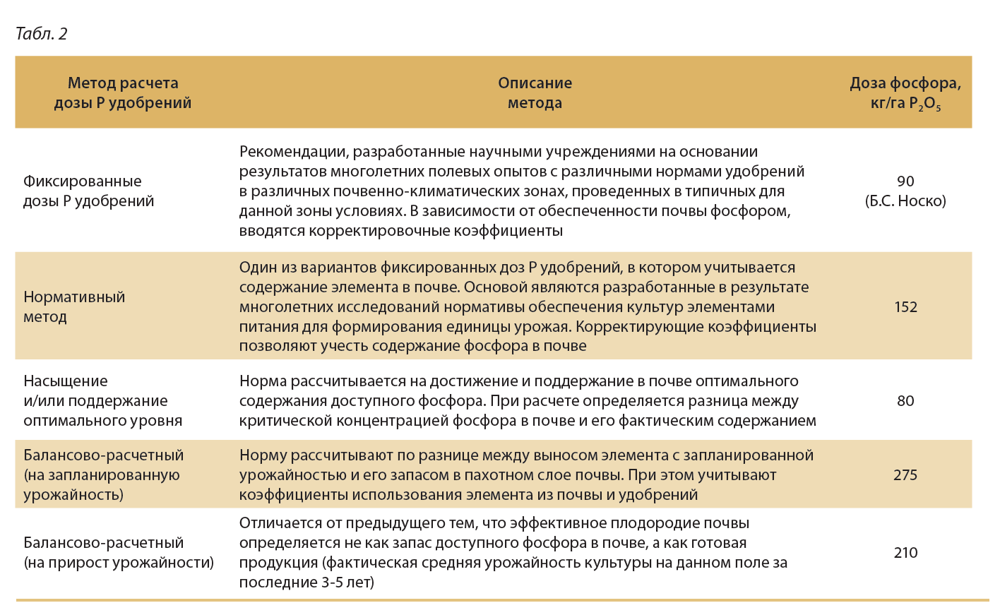 Табл. 2
Метод расчета
дозы Р удобрений
Описание
метода
Доза фосфора,
кг/га P₂O₅
Фиксированные
дозы Р удобрений
Рекомендации, разработанные научными учреждениями на основании
результатов многолетних полевых опытов с различными нормами удобрений
в различных почвенно-климатических зонах, проведенных в типичных для
данной зоны условиях. В зависимости от обеспеченности почвы фосфором,
вводятся корректировочные коэффициенты
90
(Б.С. Носко)
Нормативный
метод
Один из вариантов фиксированных доз Р удобрений, в котором учитывается
содержание элемента в почве. Основой являются разработанные в результате
многолетних исследований нормативы обеспечения культур элементами
питания для формирования единицы урожая. Корректирующие коэффициенты
позволяют учесть содержание фосфора в почве
152
Насыщение
и/или поддержание
оптимального уровня
Норма рассчитывается на достижение и поддержание в почве оптимального
содержания доступного фосфора. При расчете определяется разница между
критической концентрацией фосфора в почве и его фактическим содержанием
80
Балансово-расчетный
(на запланированную
урожайность)
Норму рассчитывают по разнице между выносом элемента с запланированной
урожайностью и его запасом в пахотном слое почвы. При этом учитывают
коэффициенты использования элемента из почвы и удобрений
275
Балансово-расчетный
(на прирост урожайности)
Отличается от предыдущего тем, что эффективное плодородие почвы
определяется не как запас доступного фосфора в почве, а как готовая
продукция (фактическая средняя урожайность культуры на данном поле за
последние 3-5 лет)
210